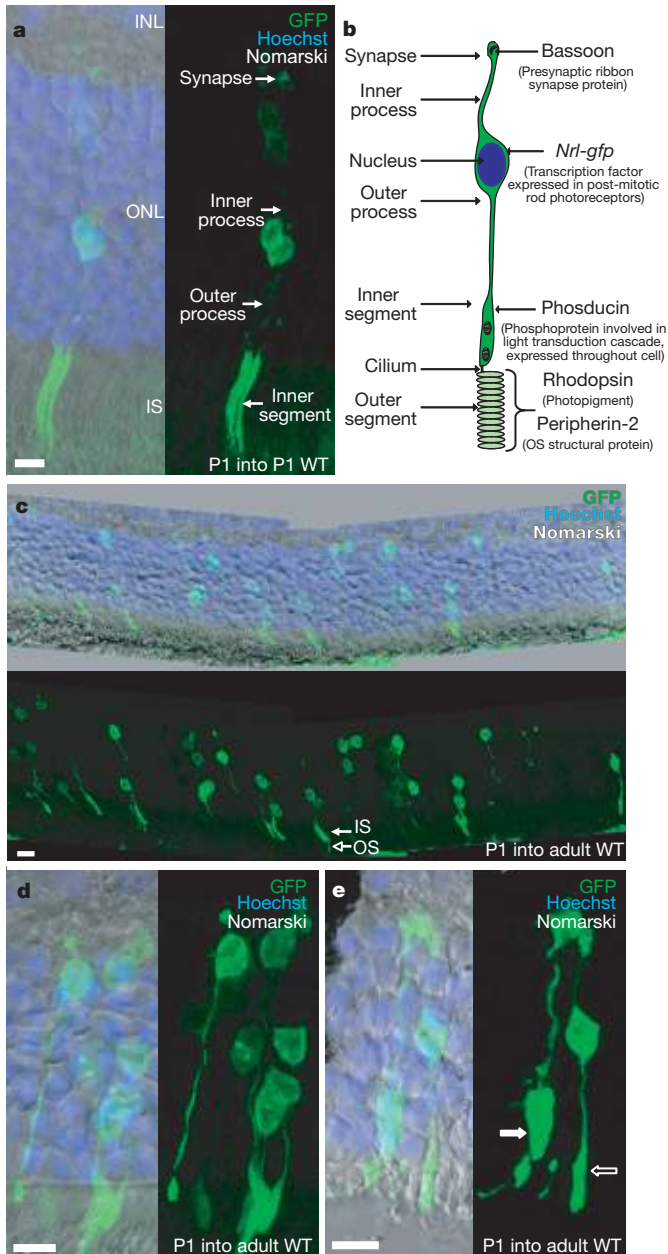 a
INL
GFP
Hoechst
Nomarski
Synapse
ONL
Inner
process
Outer
process
IS
Inner
segment
P1 into P1 WT
b
Synapse
Bassoon
(Presynaptic ribbon
synapse protein)
Inner
process
Nucleus
Nrl-gfp
(Transcription factor
expressed in post-mitotic
rod photoreceptors)
Outer
process
Inner
segment
Phosducin
(Phosphoprotein involved in
light transduction cascade,
expressed throughout cell)
Cilium
Rhodopsin
(Photopigment)
Outer
segment
Peripherin-2
(OS structural protein)
c
GFP
Hoechst
Nomarski
IS
OS
P1 into adult WT
d
GFP
Hoechst
Nomarski
P1 into adult WT
e
GFP
Hoechst
Nomarski
P1 into adult WT